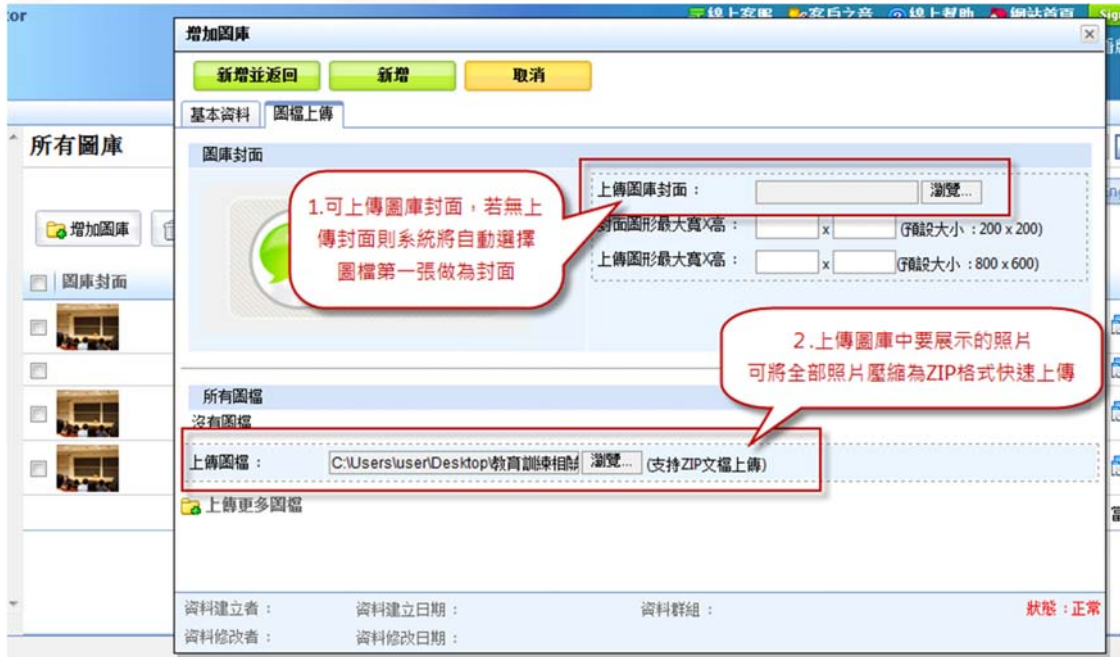 tor
線上客服 客戶之音 線上幫助 網站首頁 Sig
增加圖庫
新增並返回 新增 取消
基本資料 圖檔上傳
所有圖庫
圖庫封面
上傳圖庫封面： 瀏覽...
1.可上傳圖庫封面，若無上
傳封面則系統將自動選擇
圖檔第一張做為封面
封面圖形最大寬X高： x (預設大小：200 x 200)
增加圖庫
上傳圖形最大寬X高： x (預設大小：800 x 600)
圖庫封面
2.上傳圖庫中要展示的照片
可將全部照片壓縮為ZIP格式快速上傳
所有圖檔
沒有圖檔
上傳圖檔： C:\Users\user\Desktop\教育訓練相 瀏覽... (支持ZIP文檔上傳)
上傳更多圖檔
資料建立者： 資料建立日期： 資料群組： 狀態：正常
資料修改者： 資料修改日期：